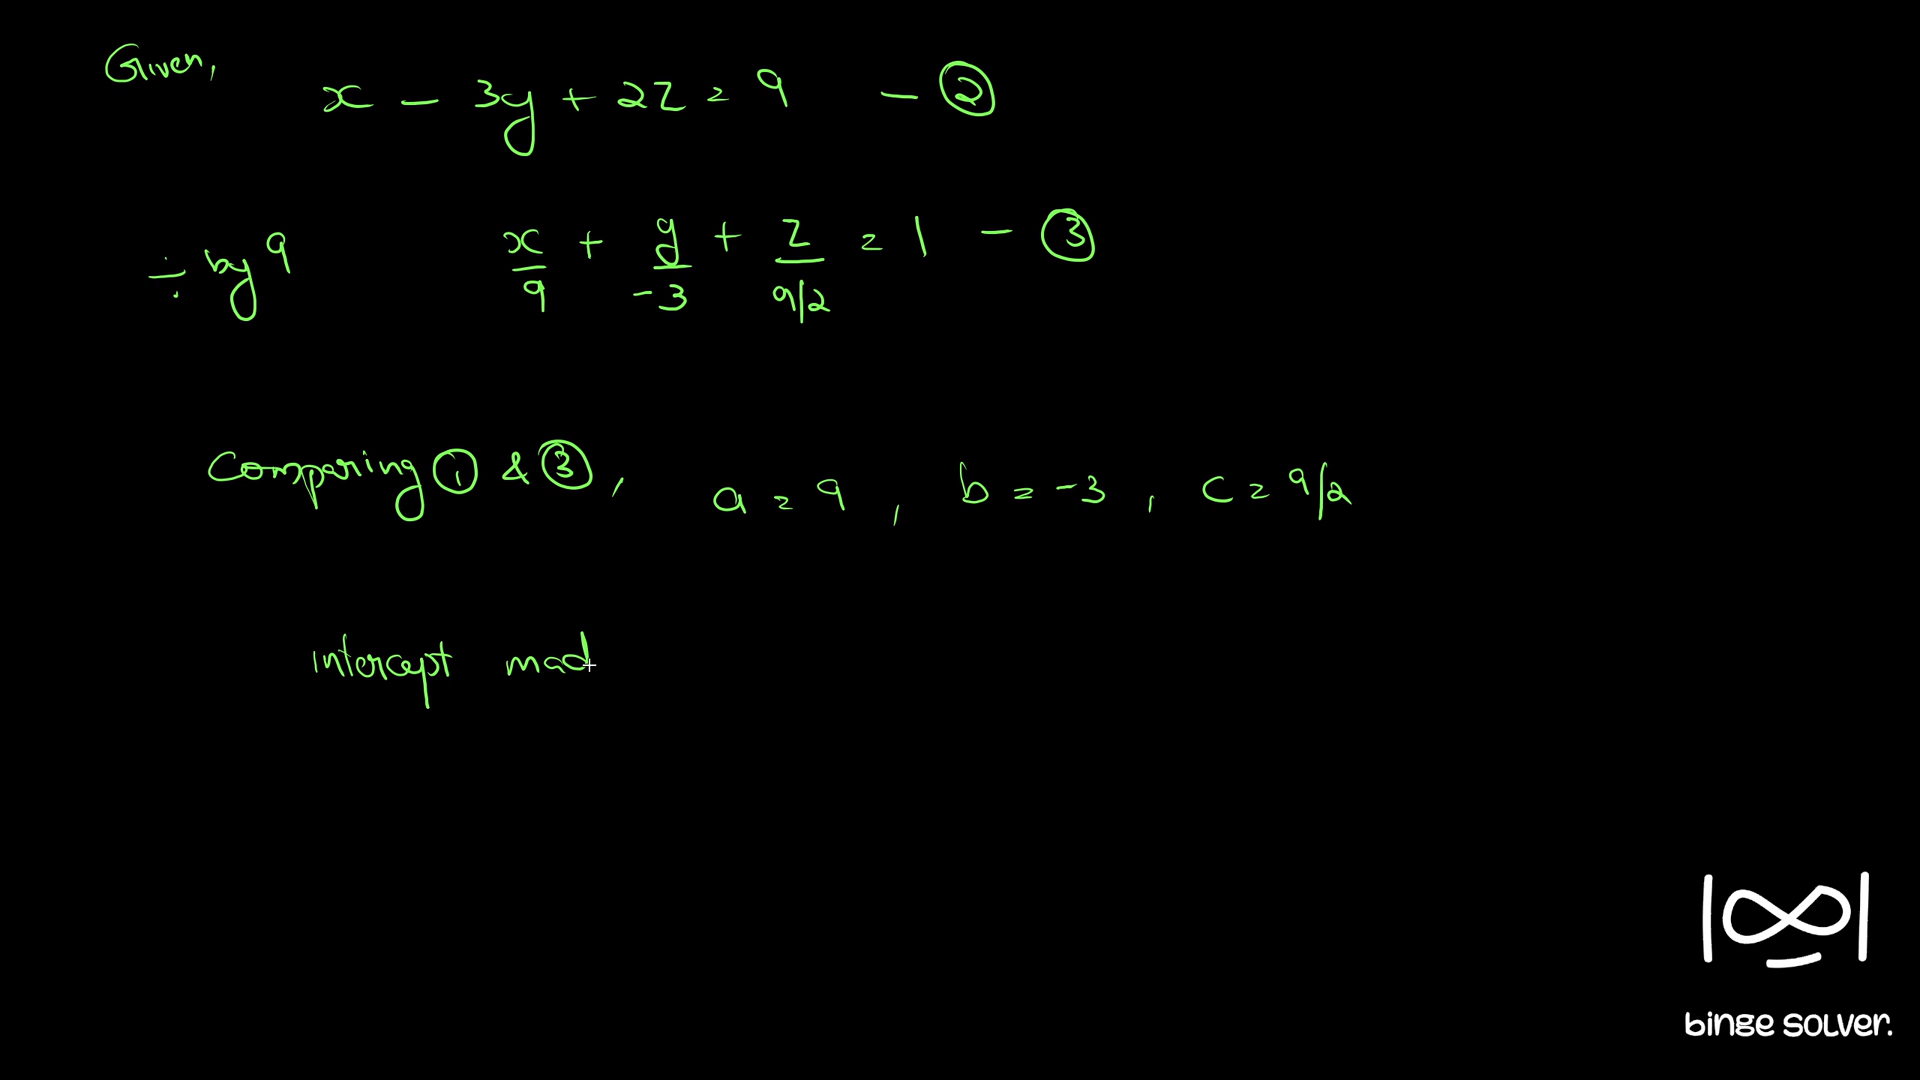 Given,
x - 3y + 2z = 9 - ②
÷ by 9 x/9 + y/-3 + z/9/2 = 1 - ③
Comparing ① & ③, a = 9, b = -3, c = 9/2
intercept mad
binge solver.